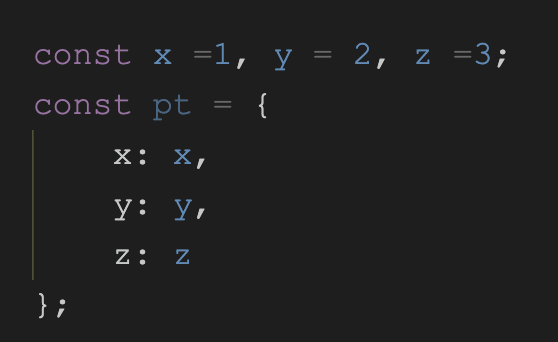 const x =1, y = 2, z =3;
const pt = {
    x: x,
    y: y,
    z: z
};